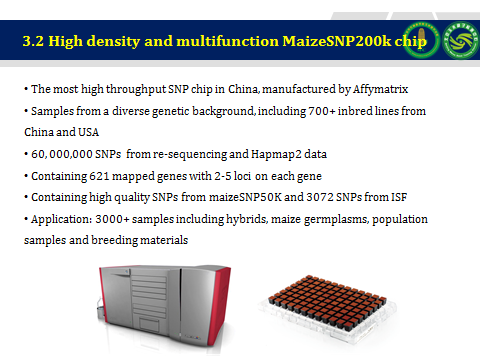 3.2 High density and multifunction MaizeSNP200k chip
• The most high throughput SNP chip in China, manufactured by Affymatrix
• Samples from a diverse genetic background, including 700+ inbred lines from
China and USA
• 60, 000,000 SNPs from re-sequencing and Hapmap2 data
• Containing 621 mapped genes with 2-5 loci on each gene
• Containing high quality SNPs from maizeSNP50K and 3072 SNPs from ISF
• Application: 3000+ samples including hybrids, maize germplasms, population
samples and breeding materials